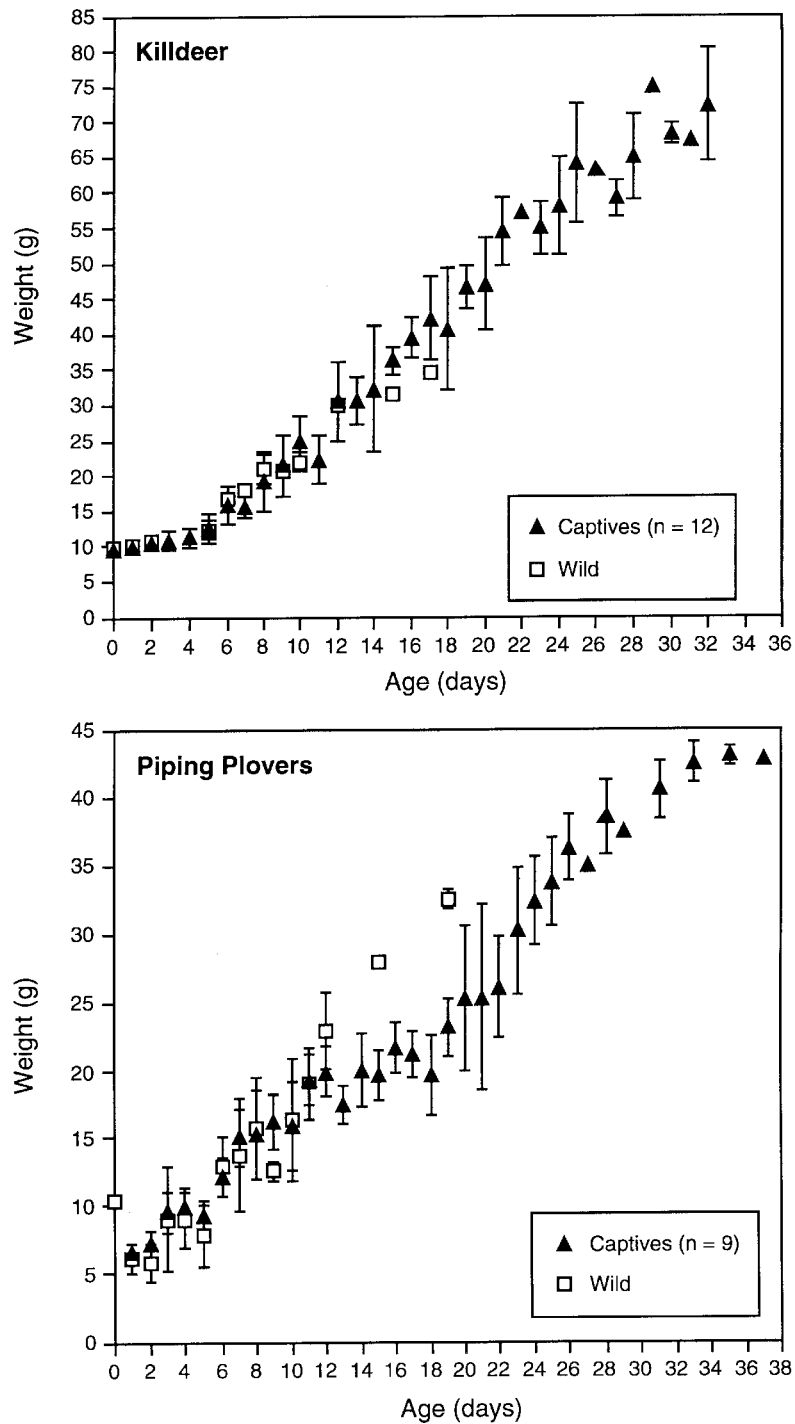 Killdeer
85
80
75
70
65
60
55
50
45
40
35
30
25
20
15
10
5
0
Weight (g)
Captives (n = 12)
Wild
0 2 4 6 8 10 12 14 16 18 20 22 24 26 28 30 32 34 36
Age (days)
Piping Plovers
45
40
35
30
25
20
15
10
5
0
Weight (g)
Captives (n = 9)
Wild
0 2 4 6 8 10 12 14 16 18 20 22 24 26 28 30 32 34 36 38
Age (days)